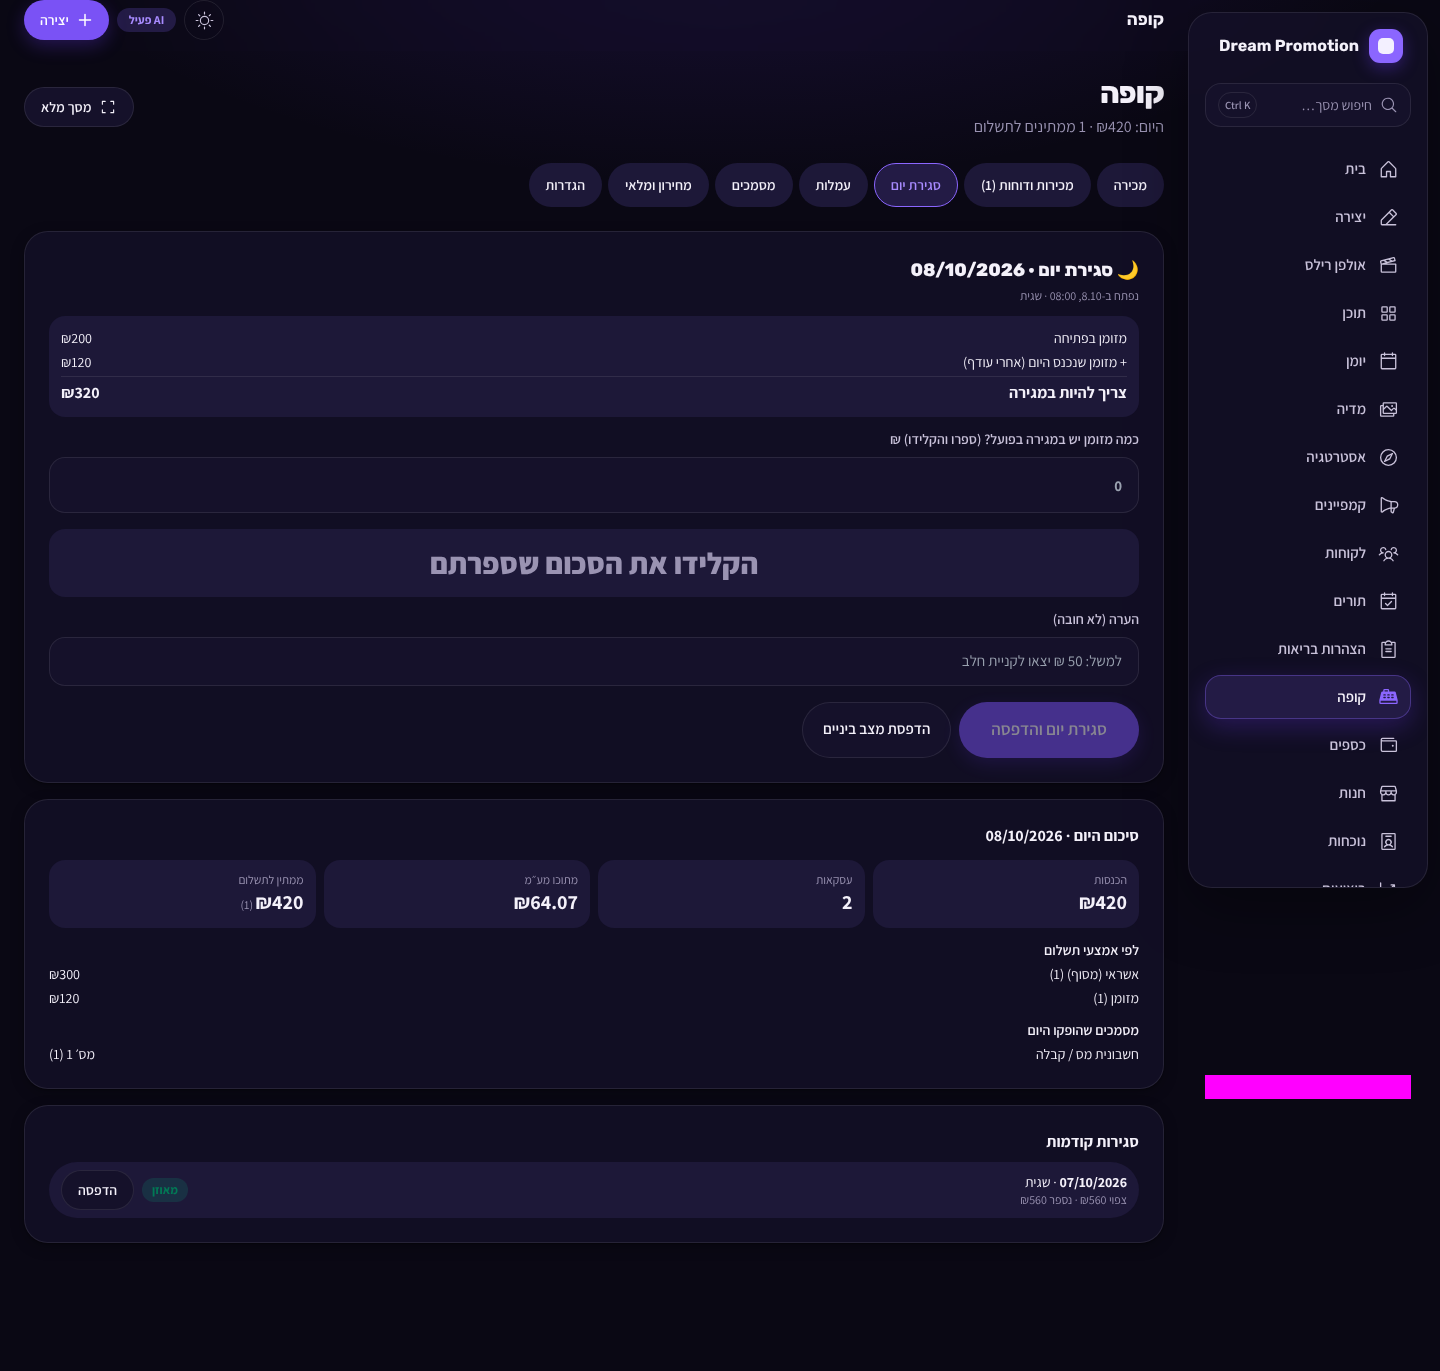 Dream Promotion
חיפוש מסך...
Ctrl K
בית
יצירה
אולפן רילס
תוכן
יומן
מדיה
אסטרטגיה
קמפיינים
לקוחות
תורים
הצהרות בריאות
קופה
כספים
חנות
נוכחות
קופה
AI פעיל
יצירה
קופה
היום: ₪420 · 1 ממתינים לתשלום
מסך מלא
מכירה
מכירות ודוחות (1)
סגירת יום
עמלות
מסמכים
מחירון ומלאי
הגדרות
🌙 סגירת יום · 08/10/2026
נפתח ב-8.10, 08:00 · שגית
מזומן בפתיחה ₪200
+ מזומן שנכנס היום (אחרי עודף) ₪120
צריך להיות במגירה ₪320
כמה מזומן יש במגירה בפועל? (ספרו והקלידו) ₪
0
הקלידו את הסכום שספרתם
הערה (לא חובה)
למשל: 50 ₪ יצאו לקניית חלב
סגירת יום והדפסה
הדפסת מצב ביניים
סיכום היום · 08/10/2026
הכנסות
₪420
עסקאות
2
מתוכו מע״מ
₪64.07
ממתין לתשלום
₪420 (1)
לפי אמצעי תשלום
אשראי (מסוף) (1) ₪300
מזומן (1) ₪120
מסמכים שהופקו היום
חשבונית מס / קבלה מס׳ 1 (1)
סגירות קודמות
07/10/2026 · שגית
צפוי ₪560 · נספר ₪560
מאוזן
הדפסה